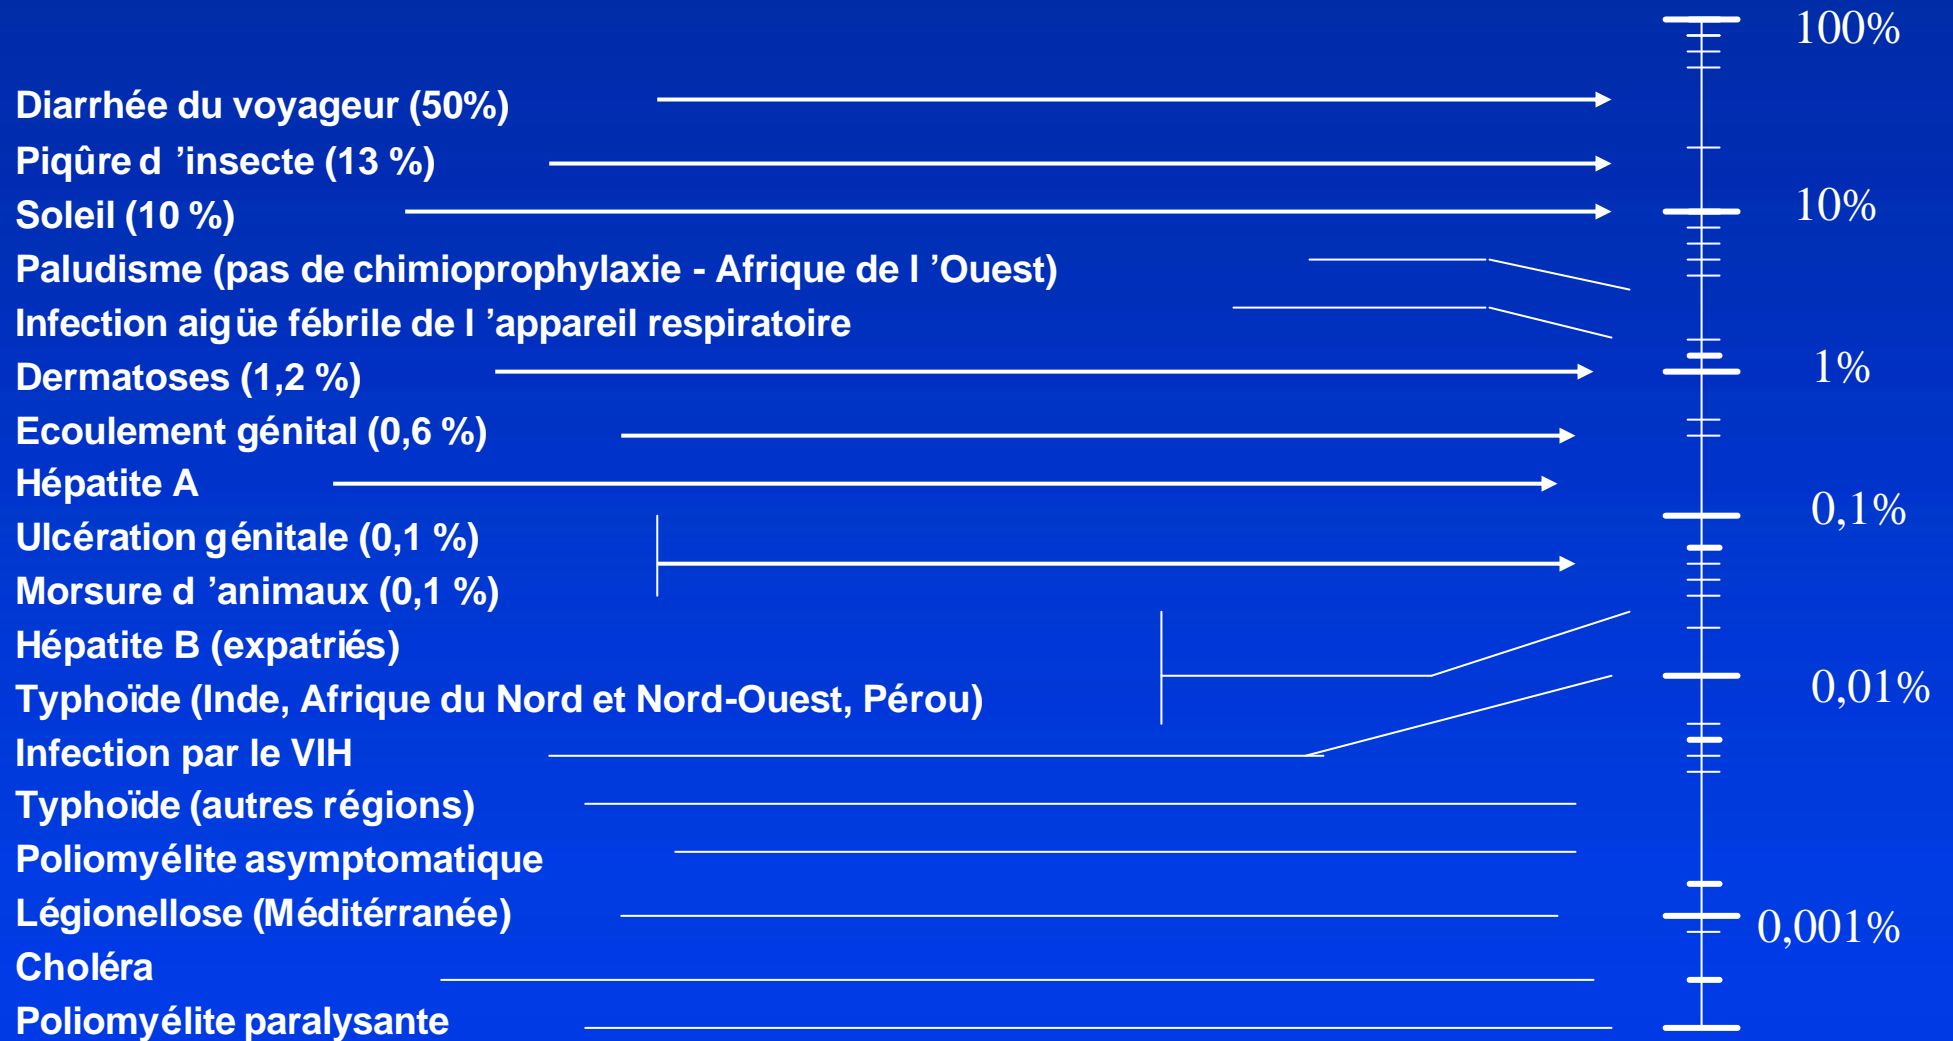 100%
Diarrhée du voyageur (50%)
Piqûre d ’insecte (13 %)
Soleil (10 %)
10%
Paludisme (pas de chimioprophylaxie - Afrique de l ’Ouest)
Infection aigüe fébrile de l ’appareil respiratoire
Dermatoses (1,2 %)
1%
Ecoulement génital (0,6 %)
Hépatite A
0,1%
Ulcération génitale (0,1 %)
Morsure d ’animaux (0,1 %)
Hépatite B (expatriés)
Typhoïde (Inde, Afrique du Nord et Nord-Ouest, Pérou)
0,01%
Infection par le VIH
Typhoïde (autres régions)
Poliomyélite asymptomatique
Légionellose (Méditérranée)
0,001%
Choléra
Poliomyélite paralysante